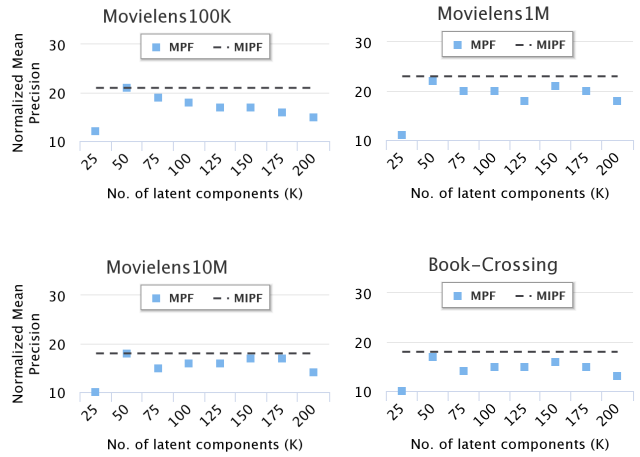 Movielens100K
MPF MIPF
Normalized Mean
Precision
30
20
10
25 50 75 100 125 150 175 200
No. of latent components (K)
Movielens1M
MPF MIPF
30
20
10
25 50 75 100 125 150 175 200
No. of latent components (K)
Movielens10M
MPF MIPF
Normalized Mean
Precision
30
20
10
25 50 75 100 125 150 175 200
No. of latent components (K)
Book-Crossing
MPF MIPF
30
20
10
25 50 75 100 125 150 175 200
No. of latent components (K)